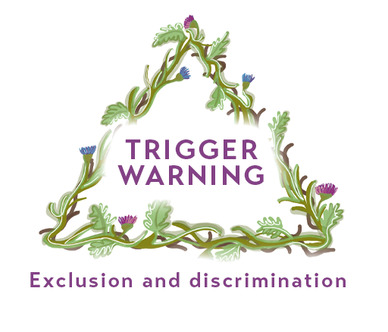 TRIGGER
WARNING
Exclusion and discrimination